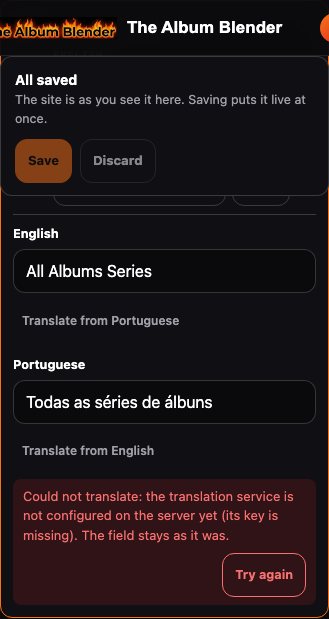 he Album Blender The Album Blender
All saved
The site is as you see it here. Saving puts it live at
once.
Save Discard
English
All Albums Series
Translate from Portuguese
Portuguese
Todas as séries de álbuns
Translate from English
Could not translate: the translation service is
not configured on the server yet (its key is
missing). The field stays as it was.
Try again